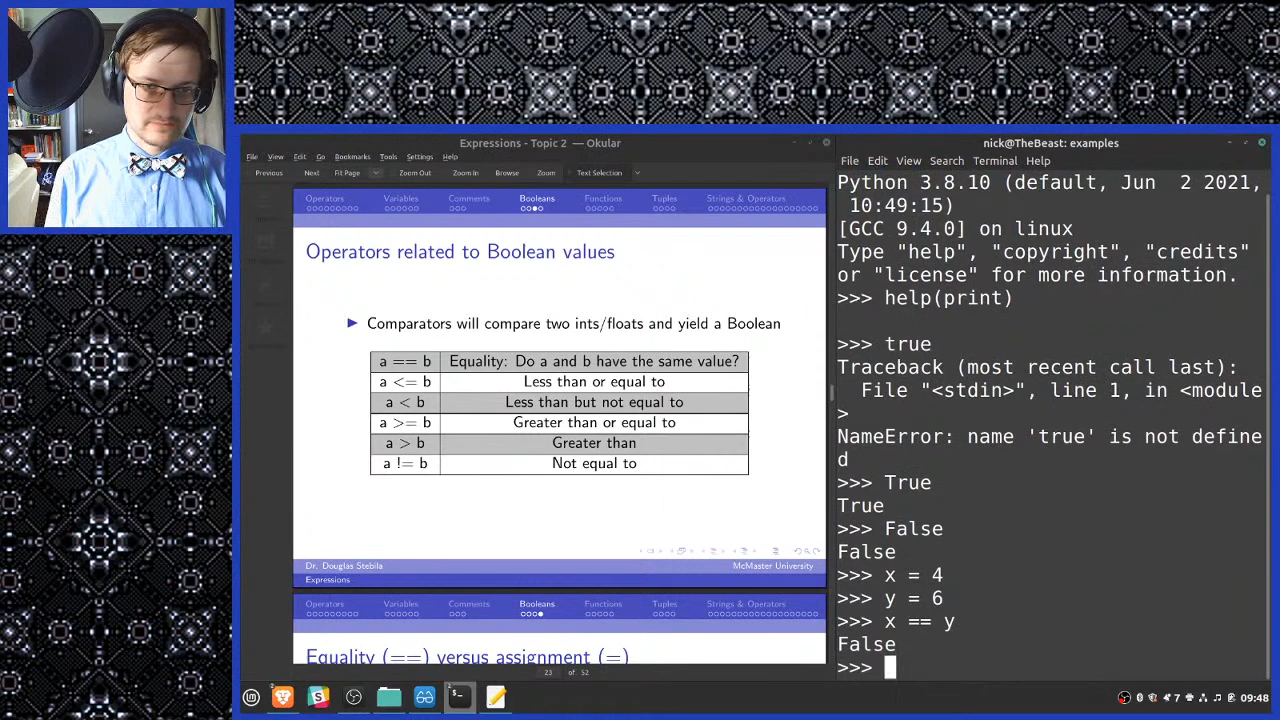 Expressions - Topic 2 — Okular
File View Edit Go Bookmarks Tools Settings Help
Previous Next Fit Page Zoom Out Zoom In Browse Zoom Text Selection
Operators Variables Comments Booleans Functions Tuples Strings & Operators
Operators related to Boolean values
Comparators will compare two ints/floats and yield a Boolean
a == b Equality: Do a and b have the same value?
a <= b Less than or equal to
a < b Less than but not equal to
a >= b Greater than or equal to
a > b Greater than
a != b Not equal to
Dr. Douglas Stebila McMaster University
Expressions
Operators Variables Comments Booleans Functions Tuples Strings & Operators
Equality (==) versus assignment (=)
23 of 52
nick@TheBeast: examples
File Edit View Search Terminal Help
Python 3.8.10 (default, Jun  2 2021,
 10:49:15)
[GCC 9.4.0] on linux
Type "help", "copyright", "credits"
or "license" for more information.
>>> help(print)
>>> true
Traceback (most recent call last):
  File "<stdin>", line 1, in <module
>
NameError: name 'true' is not define
d
>>> True
True
>>> False
False
>>> x = 4
>>> y = 6
>>> x == y
False
>>>
7
09:48